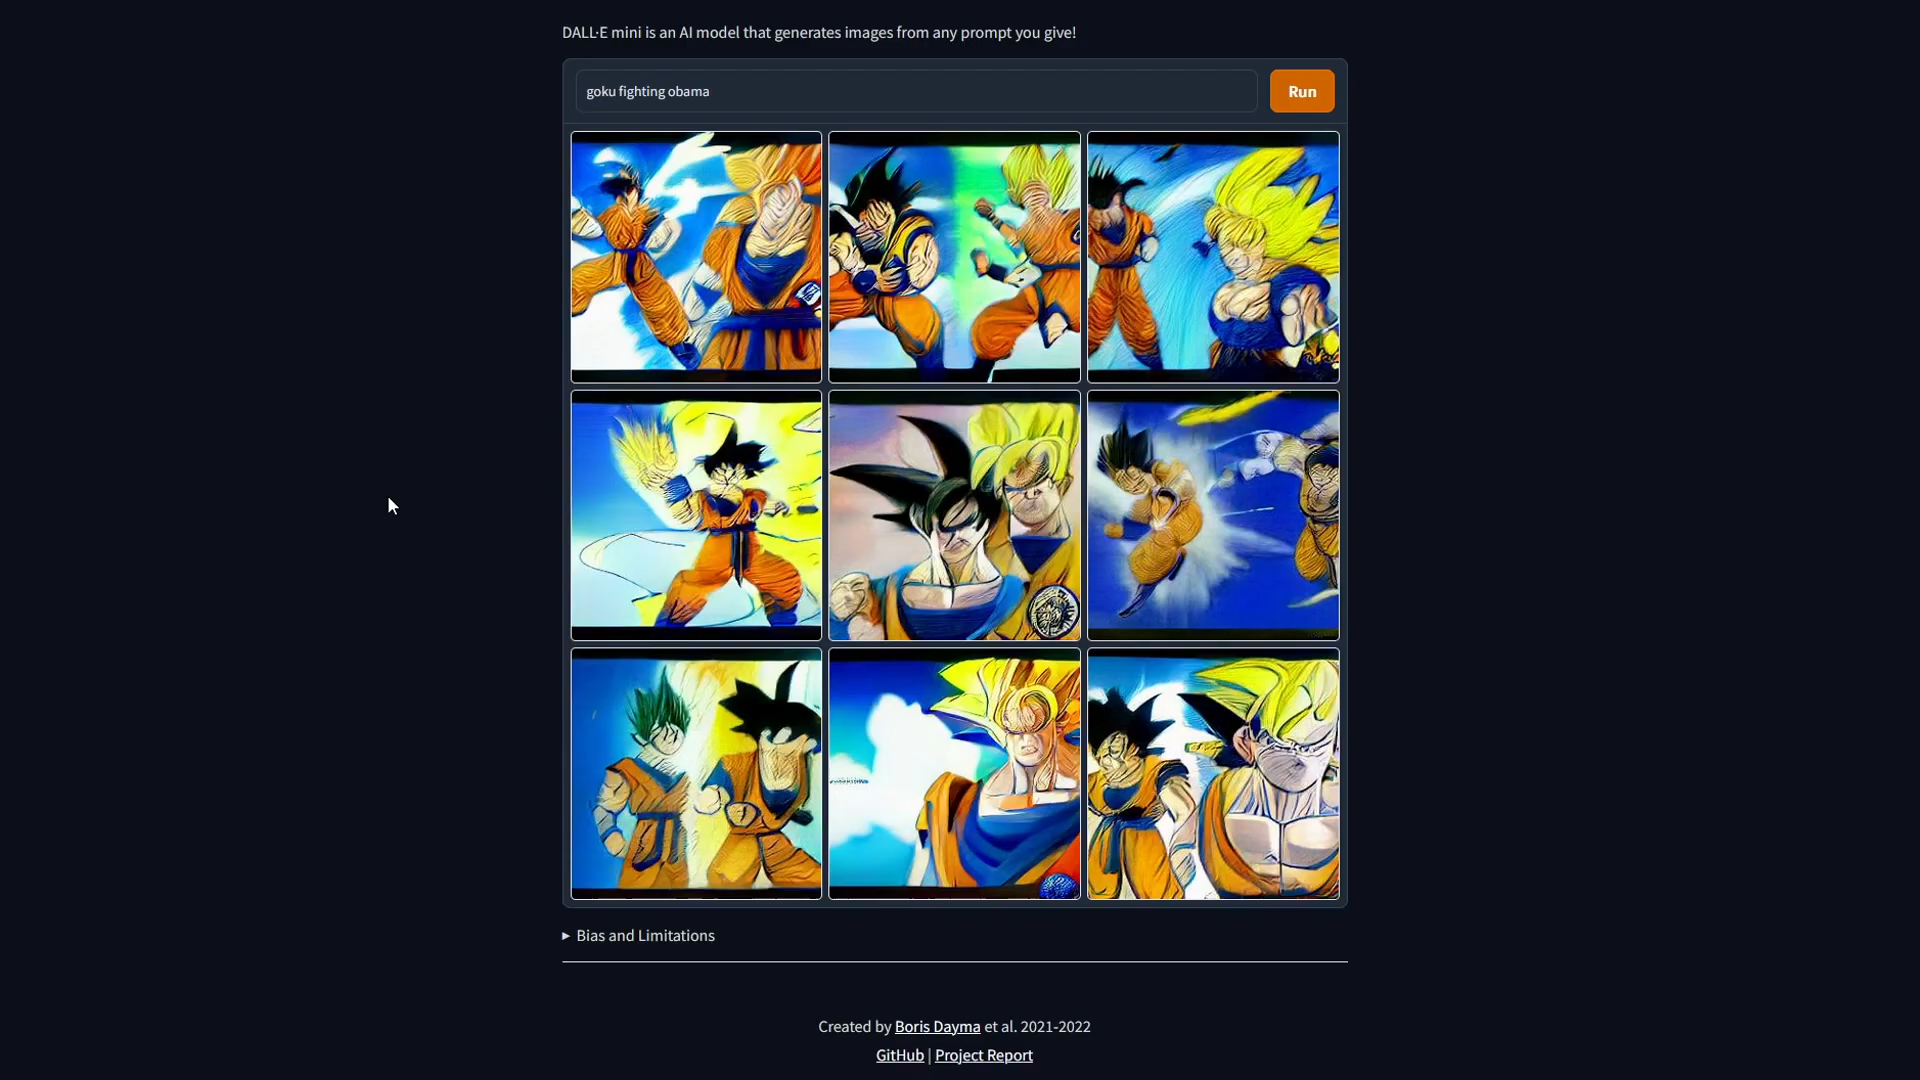 DALL·E mini is an AI model that generates images from any prompt you give!
goku fighting obama
Run
▸ Bias and Limitations
Created by Boris Dayma et al. 2021-2022
GitHub | Project Report